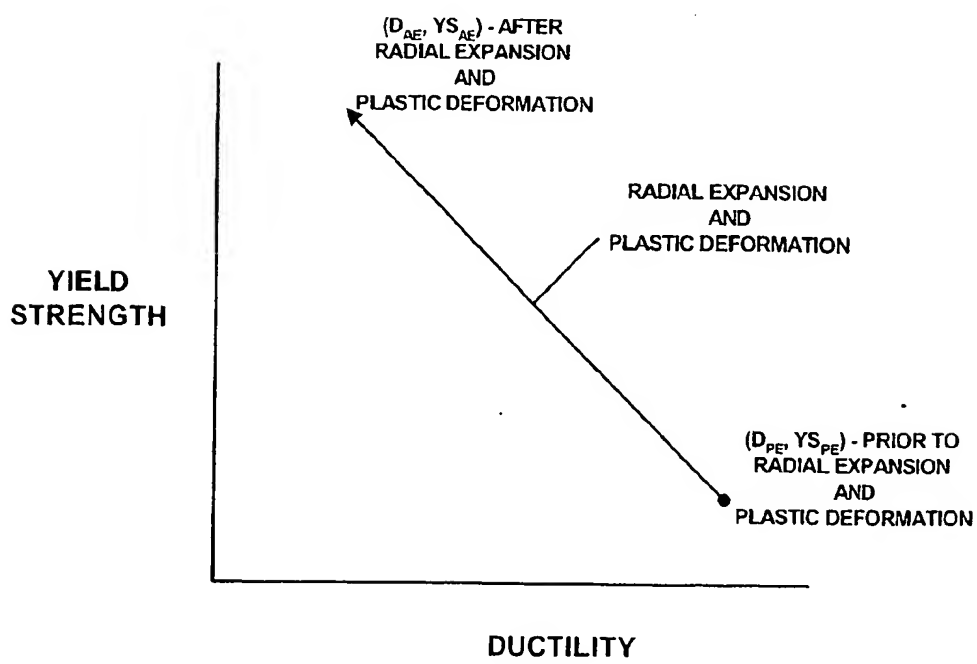 (D_AE, YS_AE) - AFTER
RADIAL EXPANSION
AND
PLASTIC DEFORMATION
RADIAL EXPANSION
AND
PLASTIC DEFORMATION
YIELD
STRENGTH
(D_PE, YS_PE) - PRIOR TO
RADIAL EXPANSION
AND
PLASTIC DEFORMATION
DUCTILITY